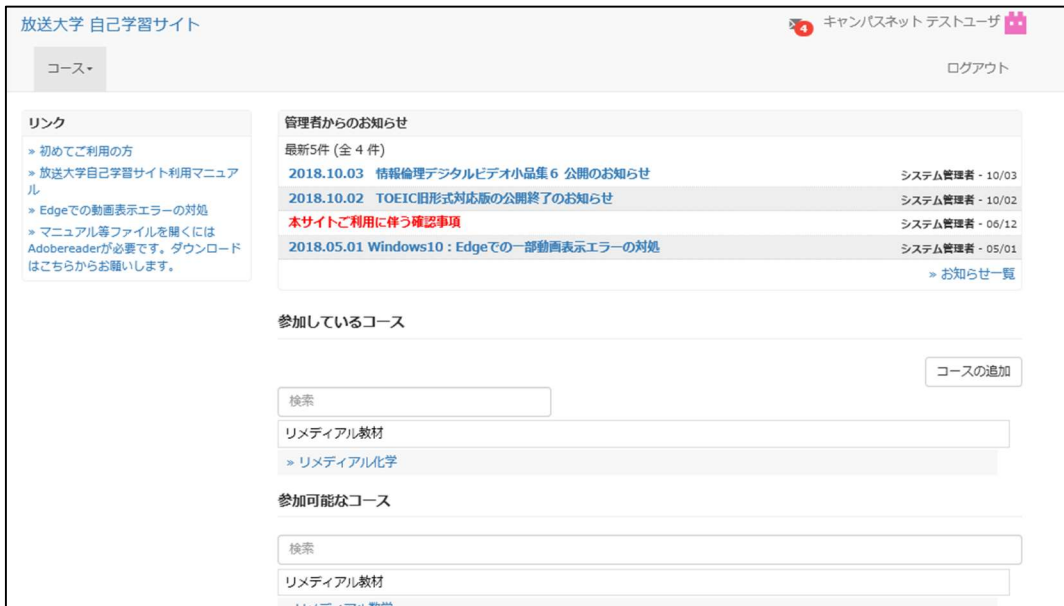 放送大学 自己学習サイト
4
キャンパスネット テストユーザ
コース
ログアウト
リンク
» 初めてご利用の方
» 放送大学自己学習サイト利用マニュア
ル
» Edgeでの動画表示エラーの対処
» マニュアル等ファイルを開くには
Adobereaderが必要です。ダウンロード
はこちらからお願いします。
管理者からのお知らせ
最新5件 (全 4 件)
2018.10.03 情報倫理デジタルビデオ小品集6 公開のお知らせ システム管理者 - 10/03
2018.10.02 TOEIC旧形式対応版の公開終了のお知らせ システム管理者 - 10/02
本サイトご利用に伴う確認事項 システム管理者 - 06/12
2018.05.01 Windows10：Edgeでの一部動画表示エラーの対処 システム管理者 - 05/01
» お知らせ一覧
参加しているコース
コースの追加
検索
リメディアル教材
» リメディアル化学
参加可能なコース
検索
リメディアル教材